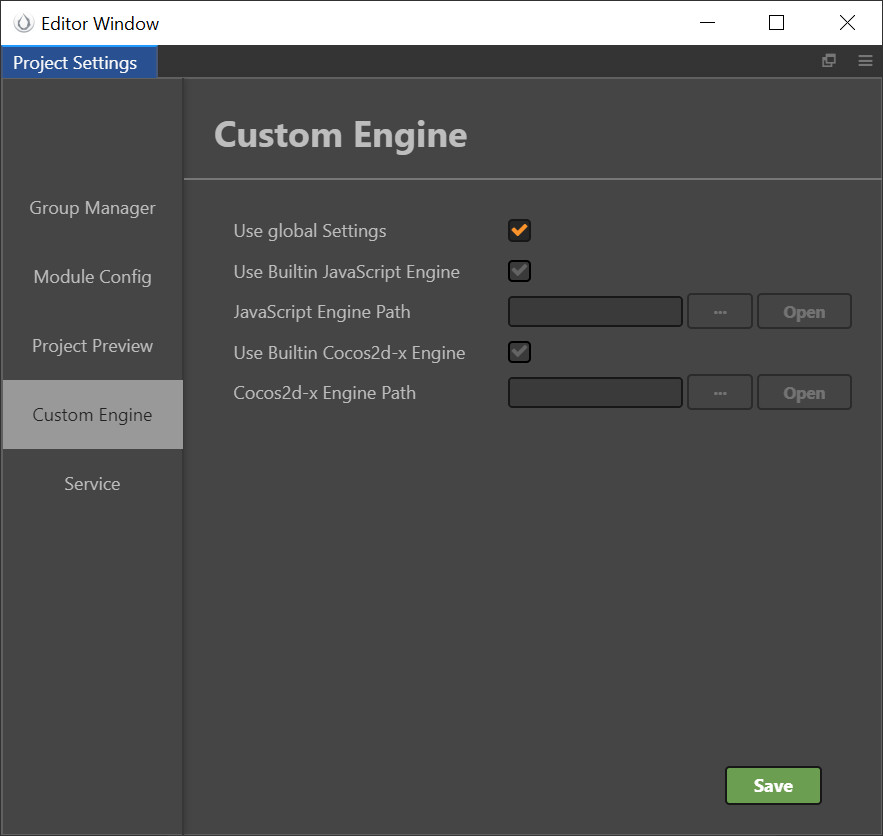 Editor Window
Project Settings
Custom Engine
Group Manager
Module Config
Project Preview
Custom Engine
Service
Use global Settings
Use Builtin JavaScript Engine
JavaScript Engine Path
... Open
Use Builtin Cocos2d-x Engine
Cocos2d-x Engine Path
... Open
Save